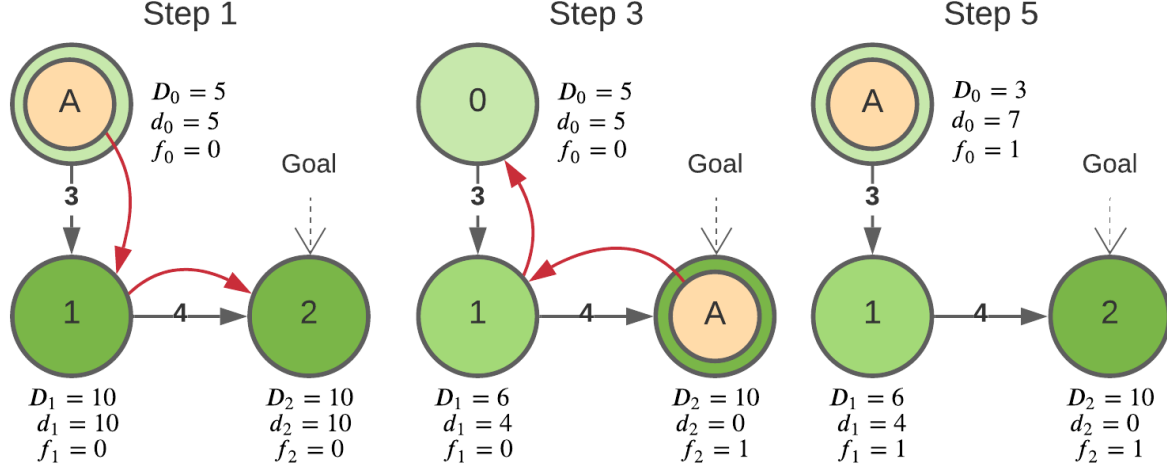 Step 1
A
D₀ = 5
d₀ = 5
f₀ = 0
Goal
3
1
4
2
D₁ = 10
d₁ = 10
f₁ = 0
D₂ = 10
d₂ = 10
f₂ = 0
Step 3
0
D₀ = 5
d₀ = 5
f₀ = 0
Goal
3
1
4
A
D₁ = 6
d₁ = 4
f₁ = 0
D₂ = 10
d₂ = 0
f₂ = 1
Step 5
A
D₀ = 3
d₀ = 7
f₀ = 1
Goal
3
1
4
2
D₁ = 6
d₁ = 4
f₁ = 1
D₂ = 10
d₂ = 0
f₂ = 1